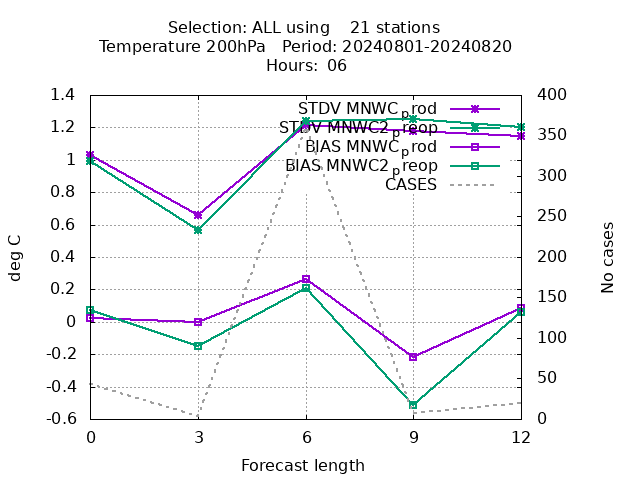 Selection: ALL using    21 stations
Temperature 200hPa   Period: 20240801-20240820
Hours:  06
1.4
1.2
1
0.8
0.6
0.4
0.2
0
-0.2
-0.4
-0.6
deg C
STDV MNWC_prod
STDV MNWC2_preop
BIAS MNWC_prod
BIAS MNWC2_preop
CASES
400
350
300
250
200
150
100
50
0
No cases
0 3 6 9 12
Forecast length